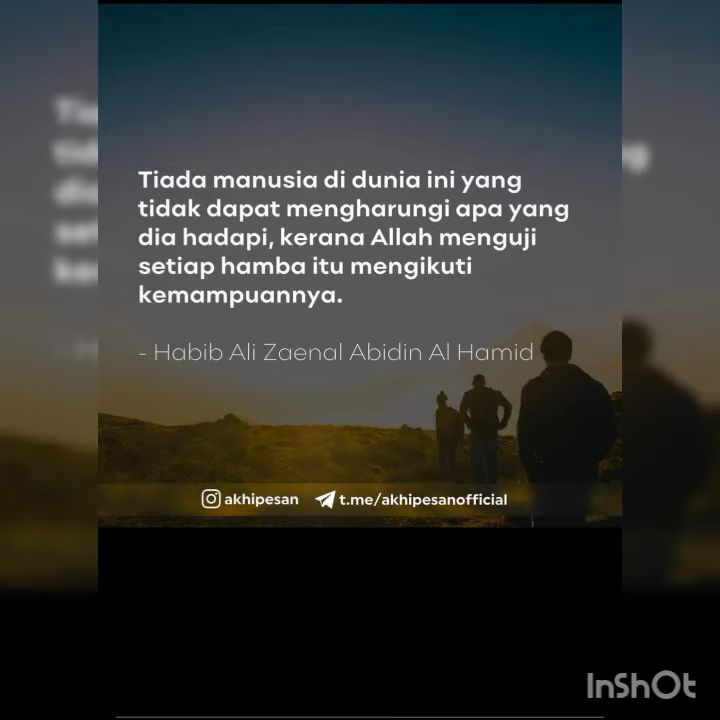 Tiada manusia di dunia ini yang
tidak dapat mengharungi apa yang
dia hadapi, kerana Allah menguji
setiap hamba itu mengikuti
kemampuannya.
- Habib Ali Zaenal Abidin Al Hamid
akhipesan t.me/akhipesanofficial
InShOt